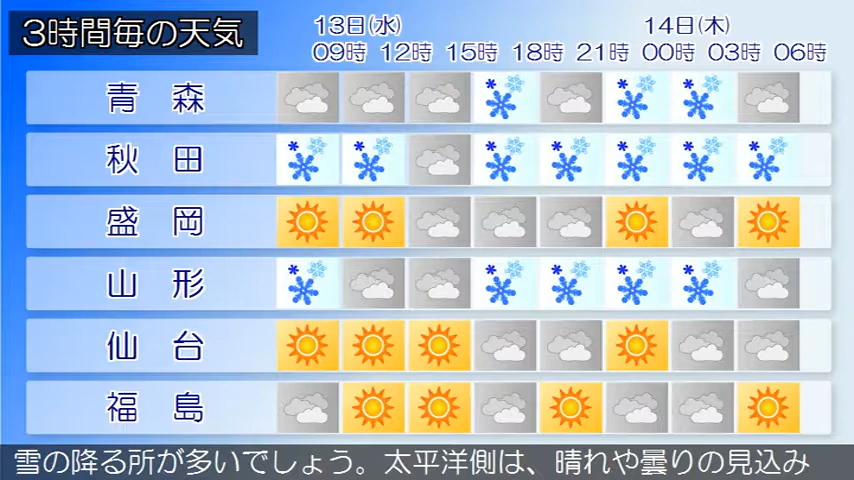 3時間毎の天気
13日(水) 14日(木)
09時 12時 15時 18時 21時 00時 03時 06時
青森
秋田
盛岡
山形
仙台
福島
雪の降る所が多いでしょう。太平洋側は、晴れや曇りの見込み